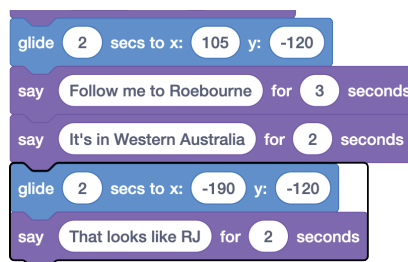 glide 2 secs to x: 105 y: -120
say Follow me to Roebourne for 3 seconds
say It's in Western Australia for 2 seconds
glide 2 secs to x: -190 y: -120
say That looks like RJ for 2 seconds